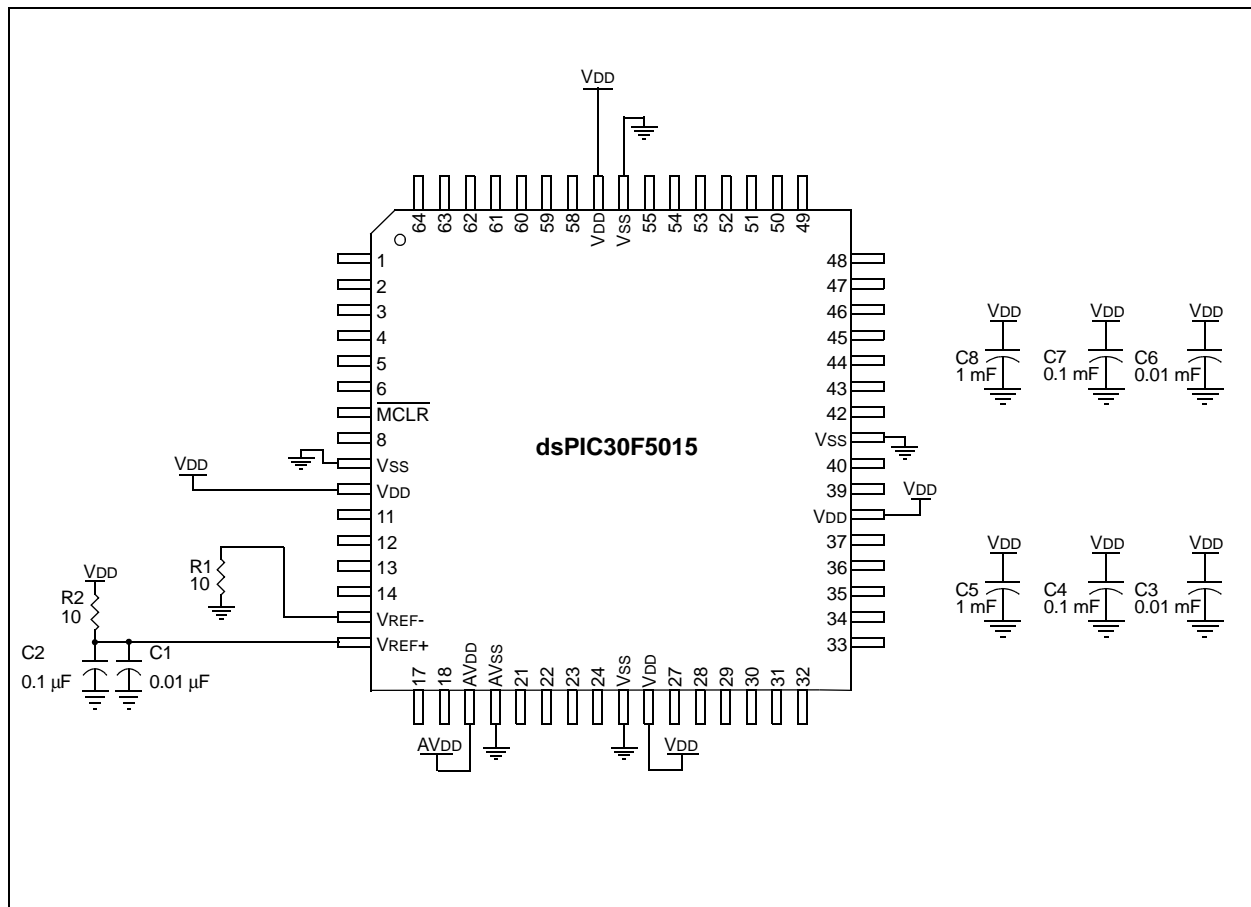 VDD
64
63
62
61
60
59
58
VDD
VSS
55
54
53
52
51
50
49
1
2
3
4
5
6
MCLR
8
VSS
VDD
11
12
13
14
VREF-
VREF+
dsPIC30F5015
48
47
46
45
44
43
42
VSS
40
39
VDD
37
36
35
34
33
17
18
AVDD
AVSS
21
22
23
24
VSS
VDD
27
28
29
30
31
32
VDD
R1
10
VDD
R2
10
C2
0.1 µF
C1
0.01 µF
AVDD
VDD
VDD
VDD
C8
1 mF
VDD
C7
0.1 mF
VDD
C6
0.01 mF
VDD
C5
1 mF
VDD
C4
0.1 mF
VDD
C3
0.01 mF